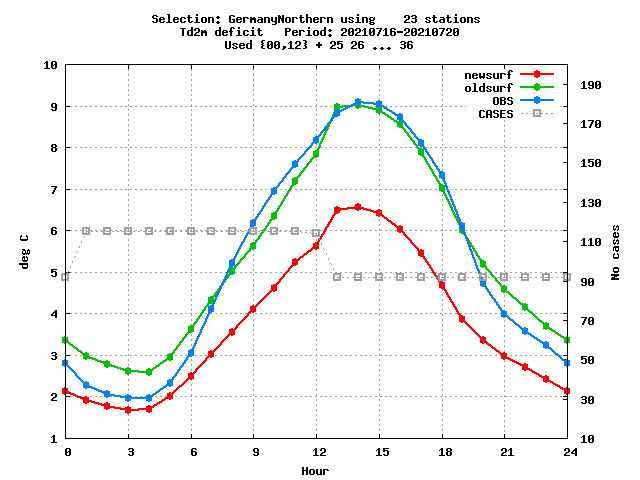 Selection: GermanyNorthern using    23 stations
Td2m deficit   Period: 20210716-20210720
Used {00,12} + 25 26 ... 36
newsurf
oldsurf
OBS
CASES
10
9
8
7
6
5
4
3
2
1
deg C
190
170
150
130
110
90
70
50
30
10
No cases
0 3 6 9 12 15 18 21 24
Hour